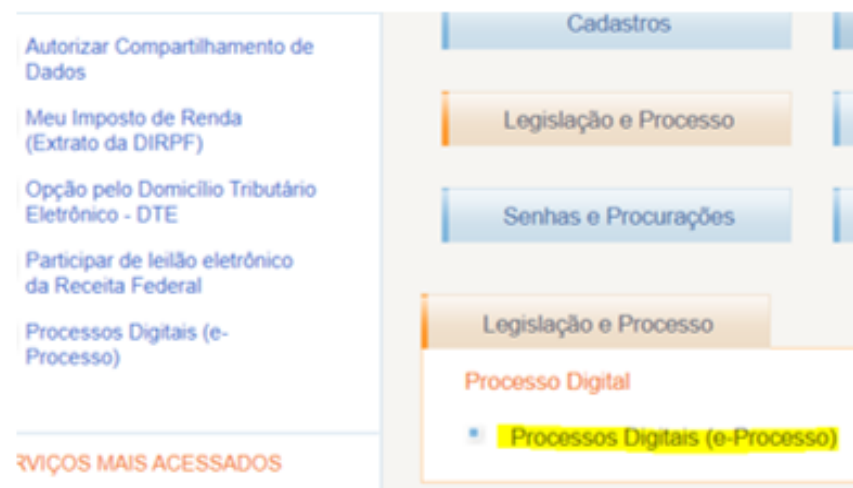 Autorizar Compartilhamento de
Dados
Meu Imposto de Renda
(Extrato da DIRPF)
Opção pelo Domicílio Tributário
Eletrônico - DTE
Participar de leilão eletrônico
da Receita Federal
Processos Digitais (e-
Processo)
RVIÇOS MAIS ACESSADOS
Cadastros
Legislação e Processo
Senhas e Procurações
Legislação e Processo
Processo Digital
Processos Digitais (e-Processo)